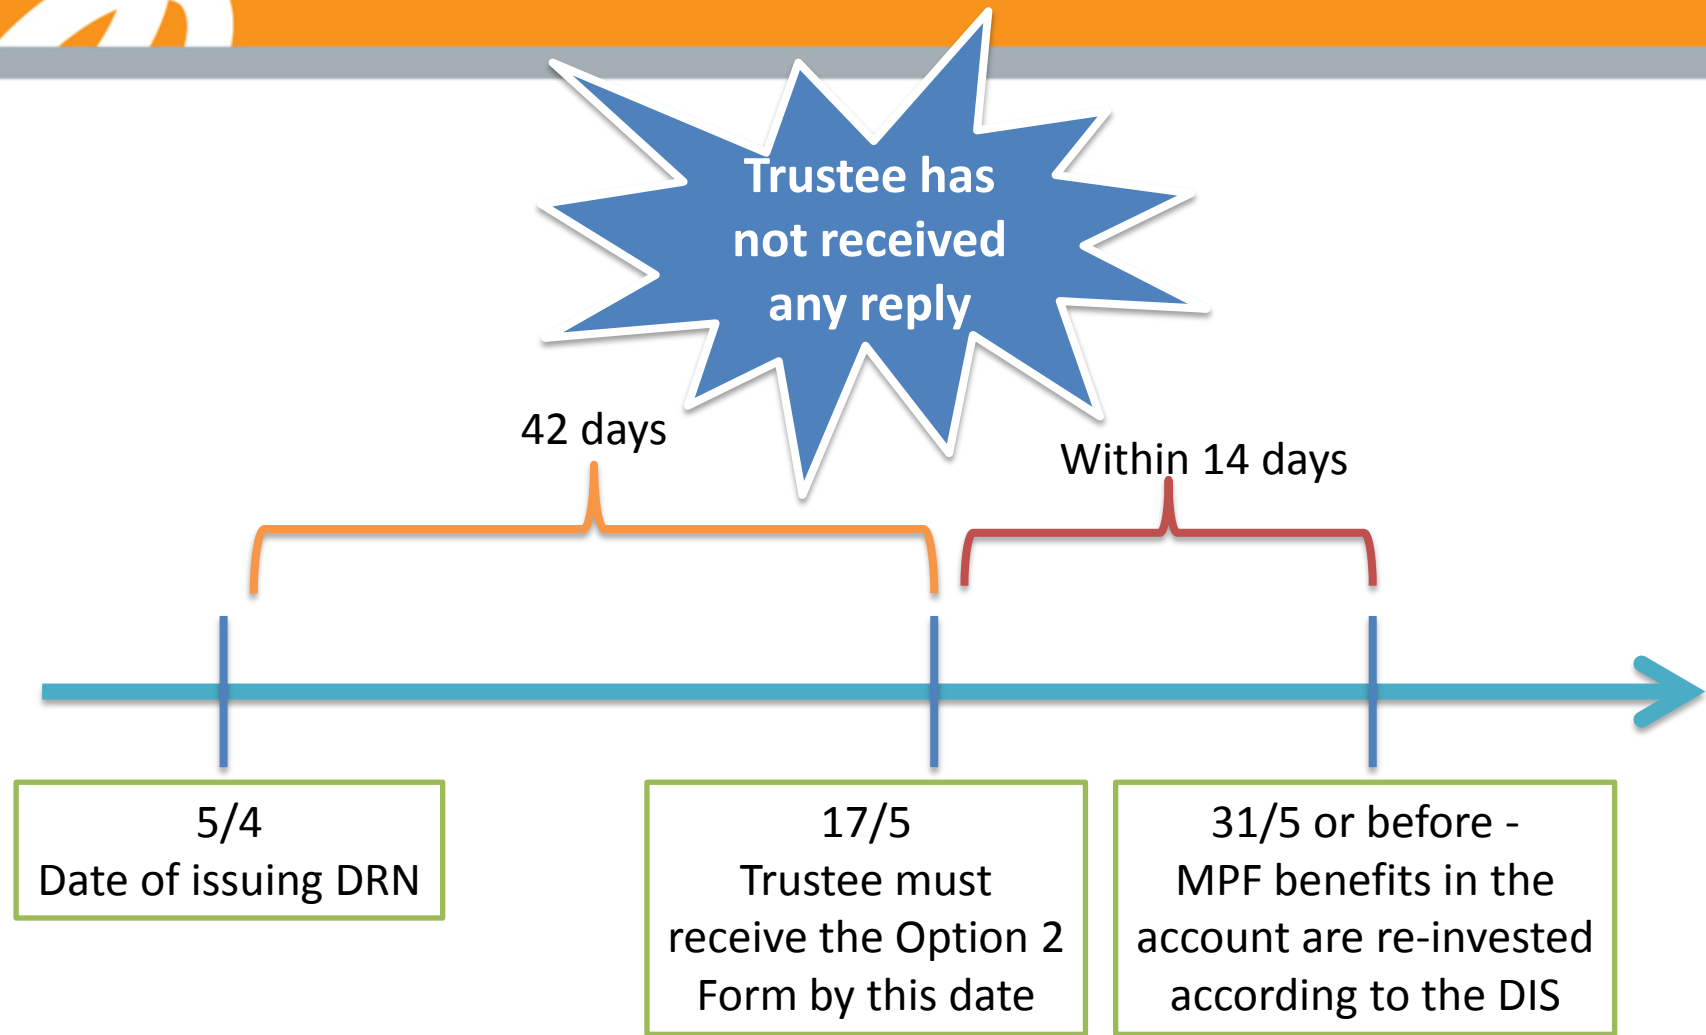 Trustee has
not received
any reply
42 days
Within 14 days
5/4
Date of issuing DRN
17/5
Trustee must
receive the Option 2
Form by this date
31/5 or before -
MPF benefits in the
account are re-invested
according to the DIS